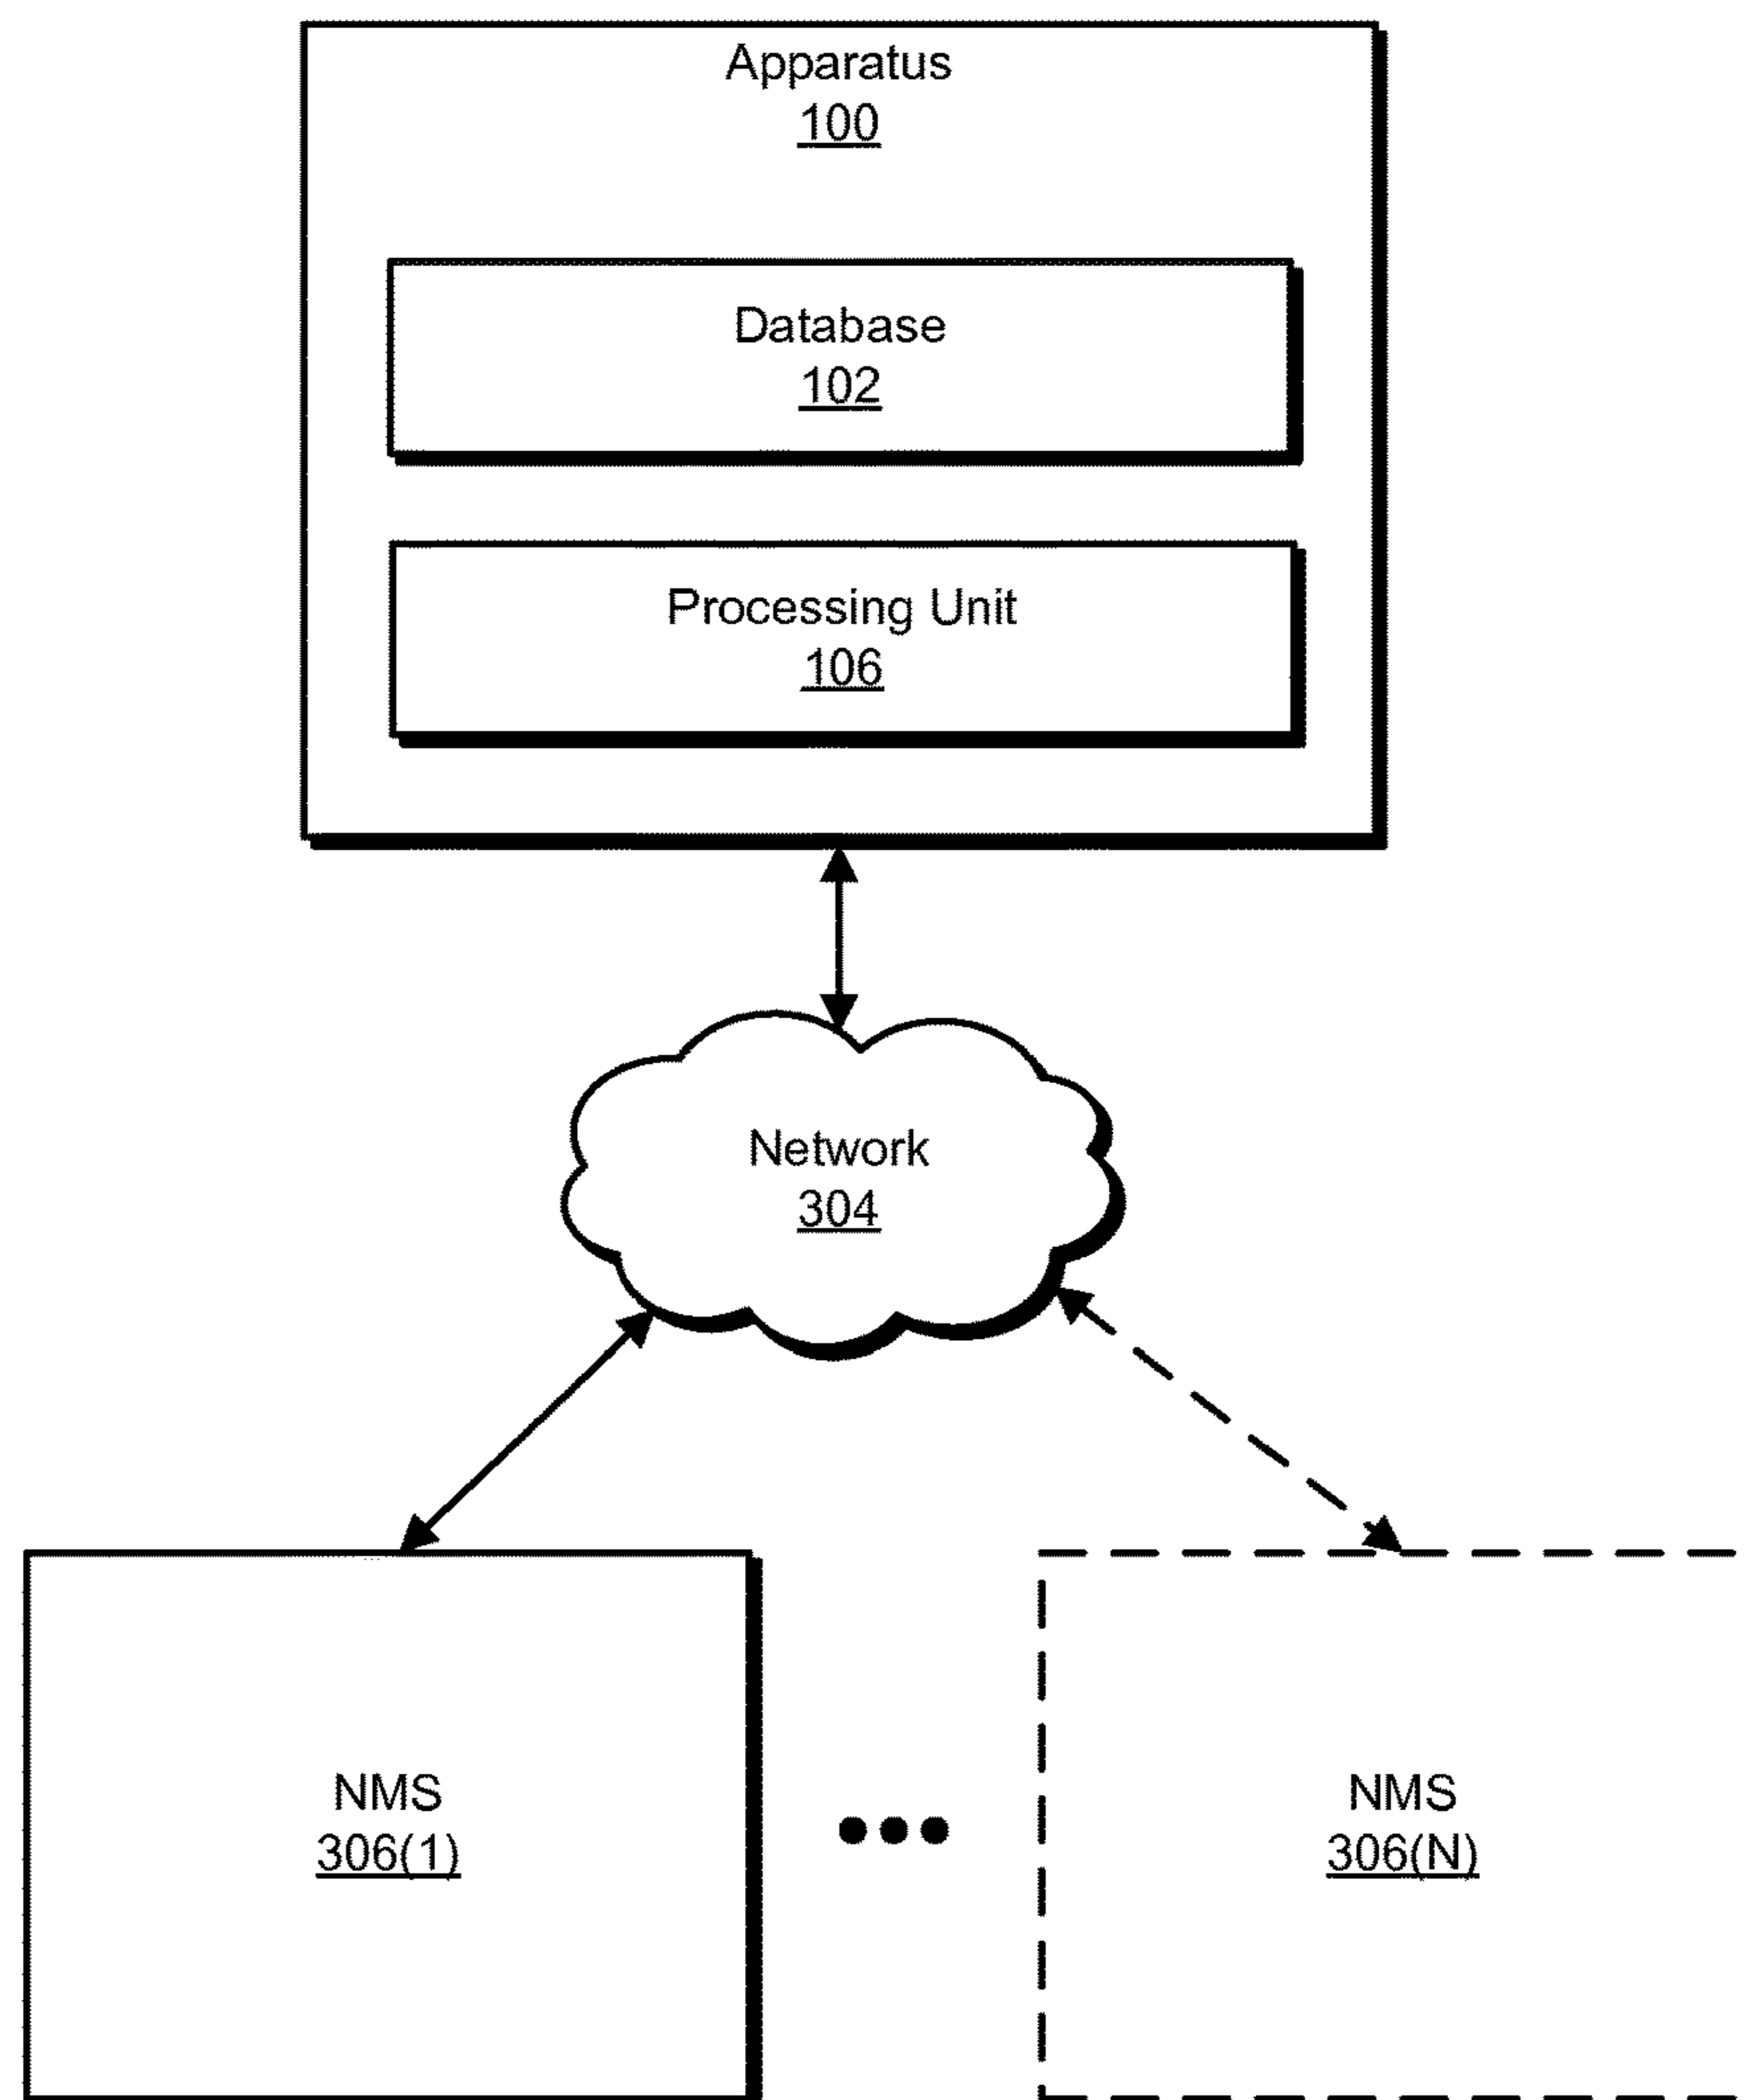 Apparatus
100
Database
102
Processing Unit
106
Network
304
NMS
306(1)
NMS
306(N)